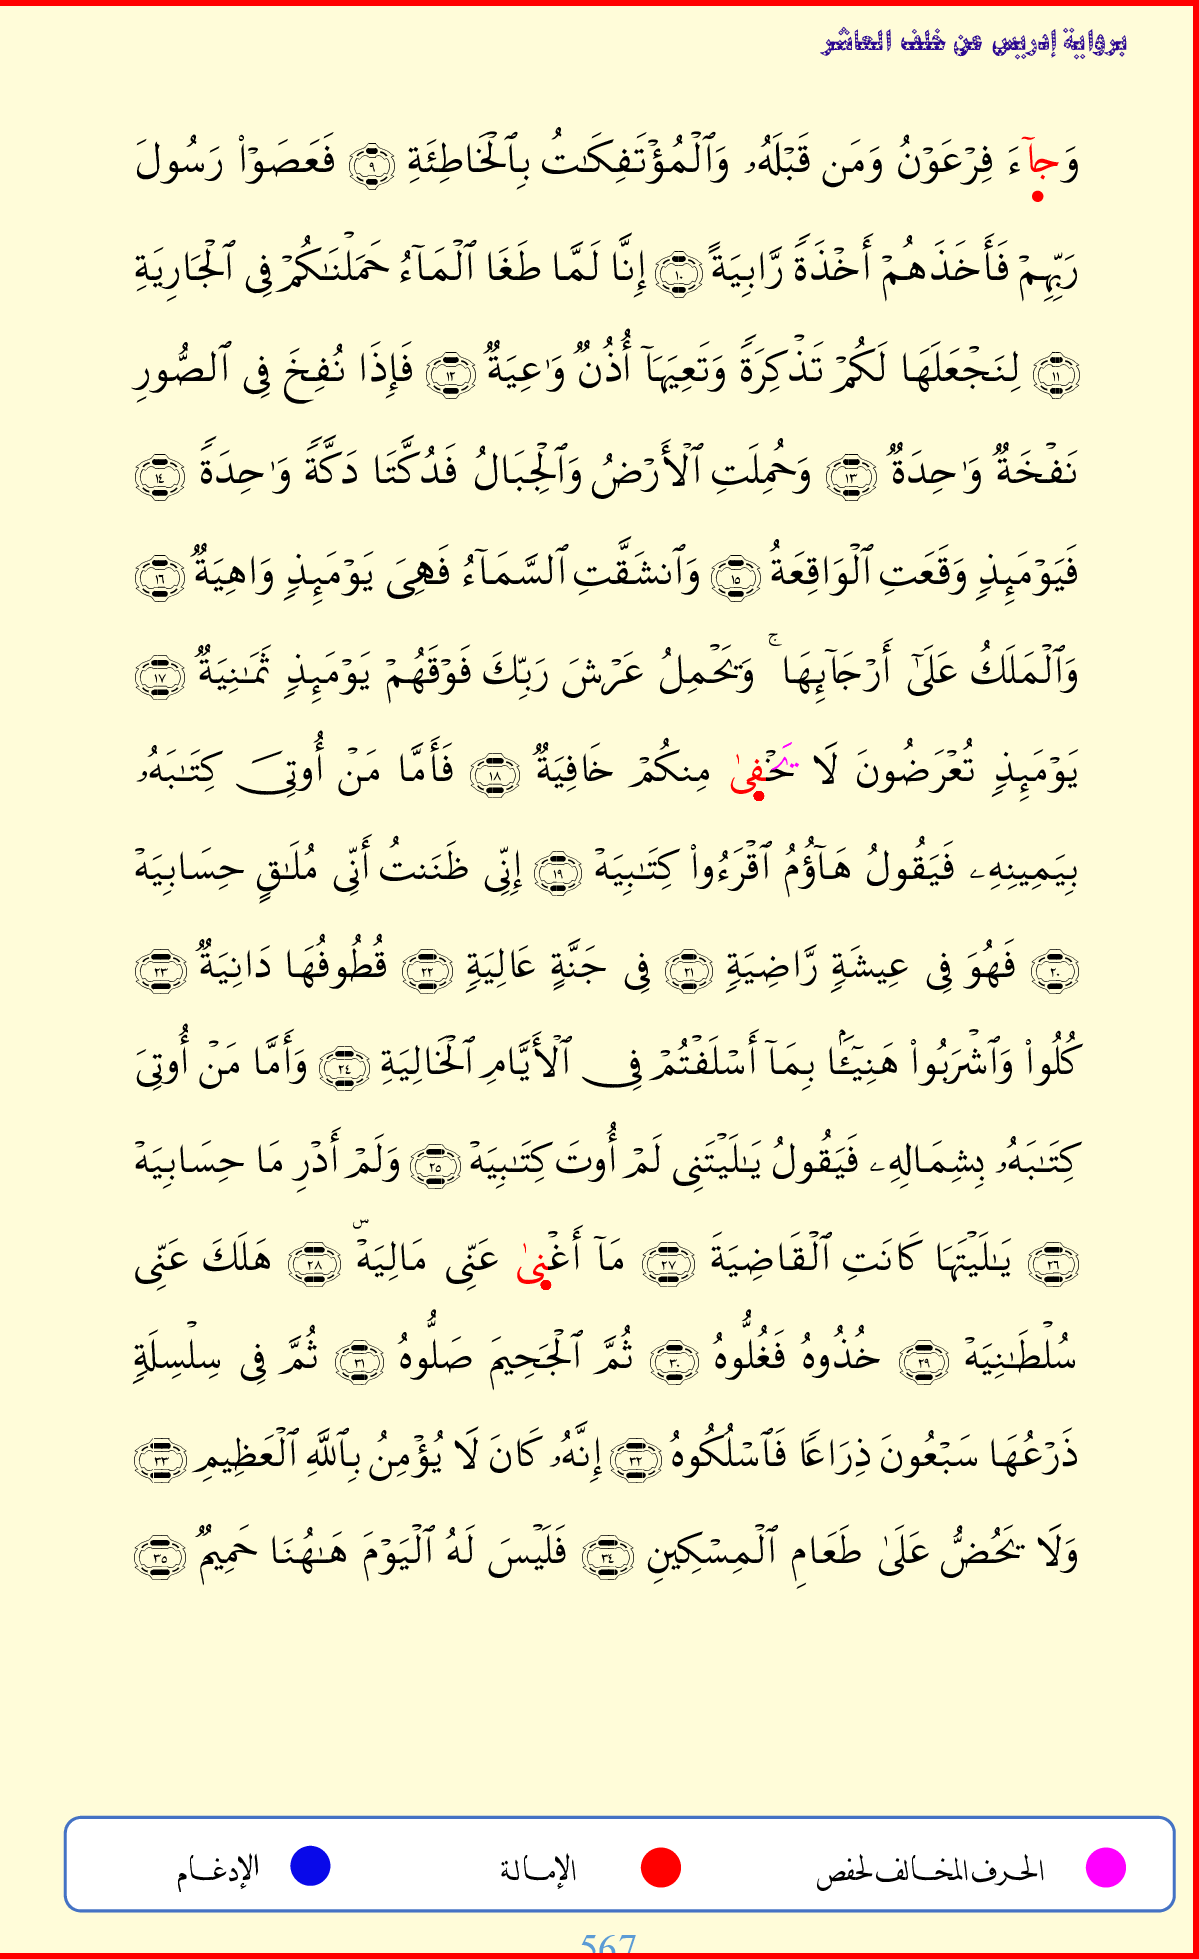 برواية إدريس عن خلف العاشر
وَجَآءَ فِرۡعَوۡنُ وَمَن قَبۡلَهُۥ وَٱلۡمُؤۡتَفِكَٰتُ بِٱلۡخَاطِئَةِ ٩ فَعَصَوۡاْ رَسُولَ
رَبِّهِمۡ فَأَخَذَهُمۡ أَخۡذَةٗ رَّابِيَةً ١٠ إِنَّا لَمَّا طَغَا ٱلۡمَآءُ حَمَلۡنَٰكُمۡ فِي ٱلۡجَارِيَةِ
١١ لِنَجۡعَلَهَا لَكُمۡ تَذۡكِرَةٗ وَتَعِيَهَآ أُذُنٞ وَٰعِيَةٞ ١٢ فَإِذَا نُفِخَ فِي ٱلصُّورِ
نَفۡخَةٞ وَٰحِدَةٞ ١٣ وَحُمِلَتِ ٱلۡأَرۡضُ وَٱلۡجِبَالُ فَدُكَّتَا دَكَّةٗ وَٰحِدَةٗ ١٤
فَيَوۡمَئِذٖ وَقَعَتِ ٱلۡوَاقِعَةُ ١٥ وَٱنشَقَّتِ ٱلسَّمَآءُ فَهِيَ يَوۡمَئِذٖ وَاهِيَةٞ ١٦
وَٱلۡمَلَكُ عَلَىٰٓ أَرۡجَآئِهَاۚ وَيَحۡمِلُ عَرۡشَ رَبِّكَ فَوۡقَهُمۡ يَوۡمَئِذٖ ثَمَٰنِيَةٞ ١٧
يَوۡمَئِذٖ تُعۡرَضُونَ لَا يَخۡفِىٰ مِنكُمۡ خَافِيَةٞ ١٨ فَأَمَّا مَنۡ أُوتِيَ كِتَٰبَهُۥ
بِيَمِينِهِۦ فَيَقُولُ هَآؤُمُ ٱقۡرَءُواْ كِتَٰبِيَهۡ ١٩ إِنِّي ظَنَنتُ أَنِّي مُلَٰقٍ حِسَابِيَهۡ
٢٠ فَهُوَ فِي عِيشَةٖ رَّاضِيَةٖ ٢١ فِي جَنَّةٍ عَالِيَةٖ ٢٢ قُطُوفُهَا دَانِيَةٞ ٢٣
كُلُواْ وَٱشۡرَبُواْ هَنِيٓـَٔۢا بِمَآ أَسۡلَفۡتُمۡ فِي ٱلۡأَيَّامِ ٱلۡخَالِيَةِ ٢٤ وَأَمَّا مَنۡ أُوتِيَ
كِتَٰبَهُۥ بِشِمَالِهِۦ فَيَقُولُ يَٰلَيۡتَنِي لَمۡ أُوتَ كِتَٰبِيَهۡ ٢٥ وَلَمۡ أَدۡرِ مَا حِسَابِيَهۡ
٢٦ يَٰلَيۡتَهَا كَانَتِ ٱلۡقَاضِيَةَ ٢٧ مَآ أَغۡنِىٰ عَنِّي مَالِيَهۡۜ ٢٨ هَلَكَ عَنِّي
سُلۡطَٰنِيَهۡ ٢٩ خُذُوهُ فَغُلُّوهُ ٣٠ ثُمَّ ٱلۡجَحِيمَ صَلُّوهُ ٣١ ثُمَّ فِي سِلۡسِلَةٖ
ذَرۡعُهَا سَبۡعُونَ ذِرَاعٗا فَٱسۡلُكُوهُ ٣٢ إِنَّهُۥ كَانَ لَا يُؤۡمِنُ بِٱللَّهِ ٱلۡعَظِيمِ ٣٣
وَلَا يَحُضُّ عَلَىٰ طَعَامِ ٱلۡمِسۡكِينِ ٣٤ فَلَيۡسَ لَهُ ٱلۡيَوۡمَ هَٰهُنَا حَمِيمٞ ٣٥
الحرف المخالف لحفص الإمالة الإدغام
567